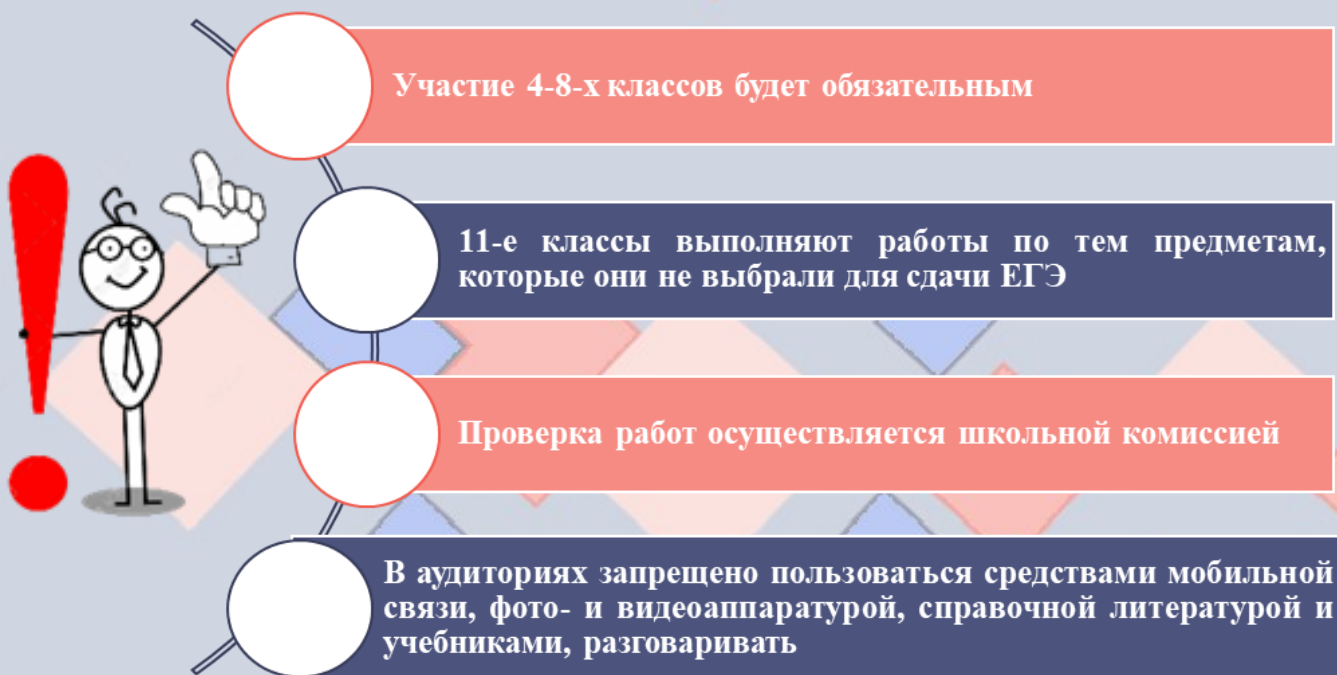 Участие 4-8-х классов будет обязательным
11-е классы выполняют работы по тем предметам,
которые они не выбрали для сдачи ЕГЭ
Проверка работ осуществляется школьной комиссией
В аудиториях запрещено пользоваться средствами мобильной
связи, фото- и видеоаппаратурой, справочной литературой и
учебниками, разговаривать